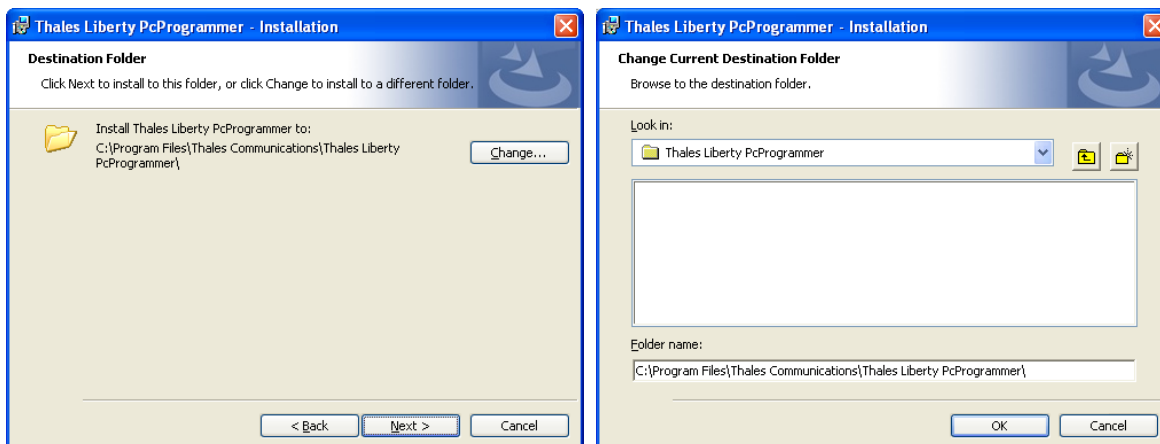 Thales Liberty PcProgrammer - Installation
Destination Folder
Click Next to install to this folder, or click Change to install to a different folder.
Install Thales Liberty PcProgrammer to:
C:\Program Files\Thales Communications\Thales Liberty
PcProgrammer\
Change...
< Back
Next >
Cancel
Thales Liberty PcProgrammer - Installation
Change Current Destination Folder
Browse to the destination folder.
Look in:
Thales Liberty PcProgrammer
Folder name:
C:\Program Files\Thales Communications\Thales Liberty PcProgrammer\
OK
Cancel